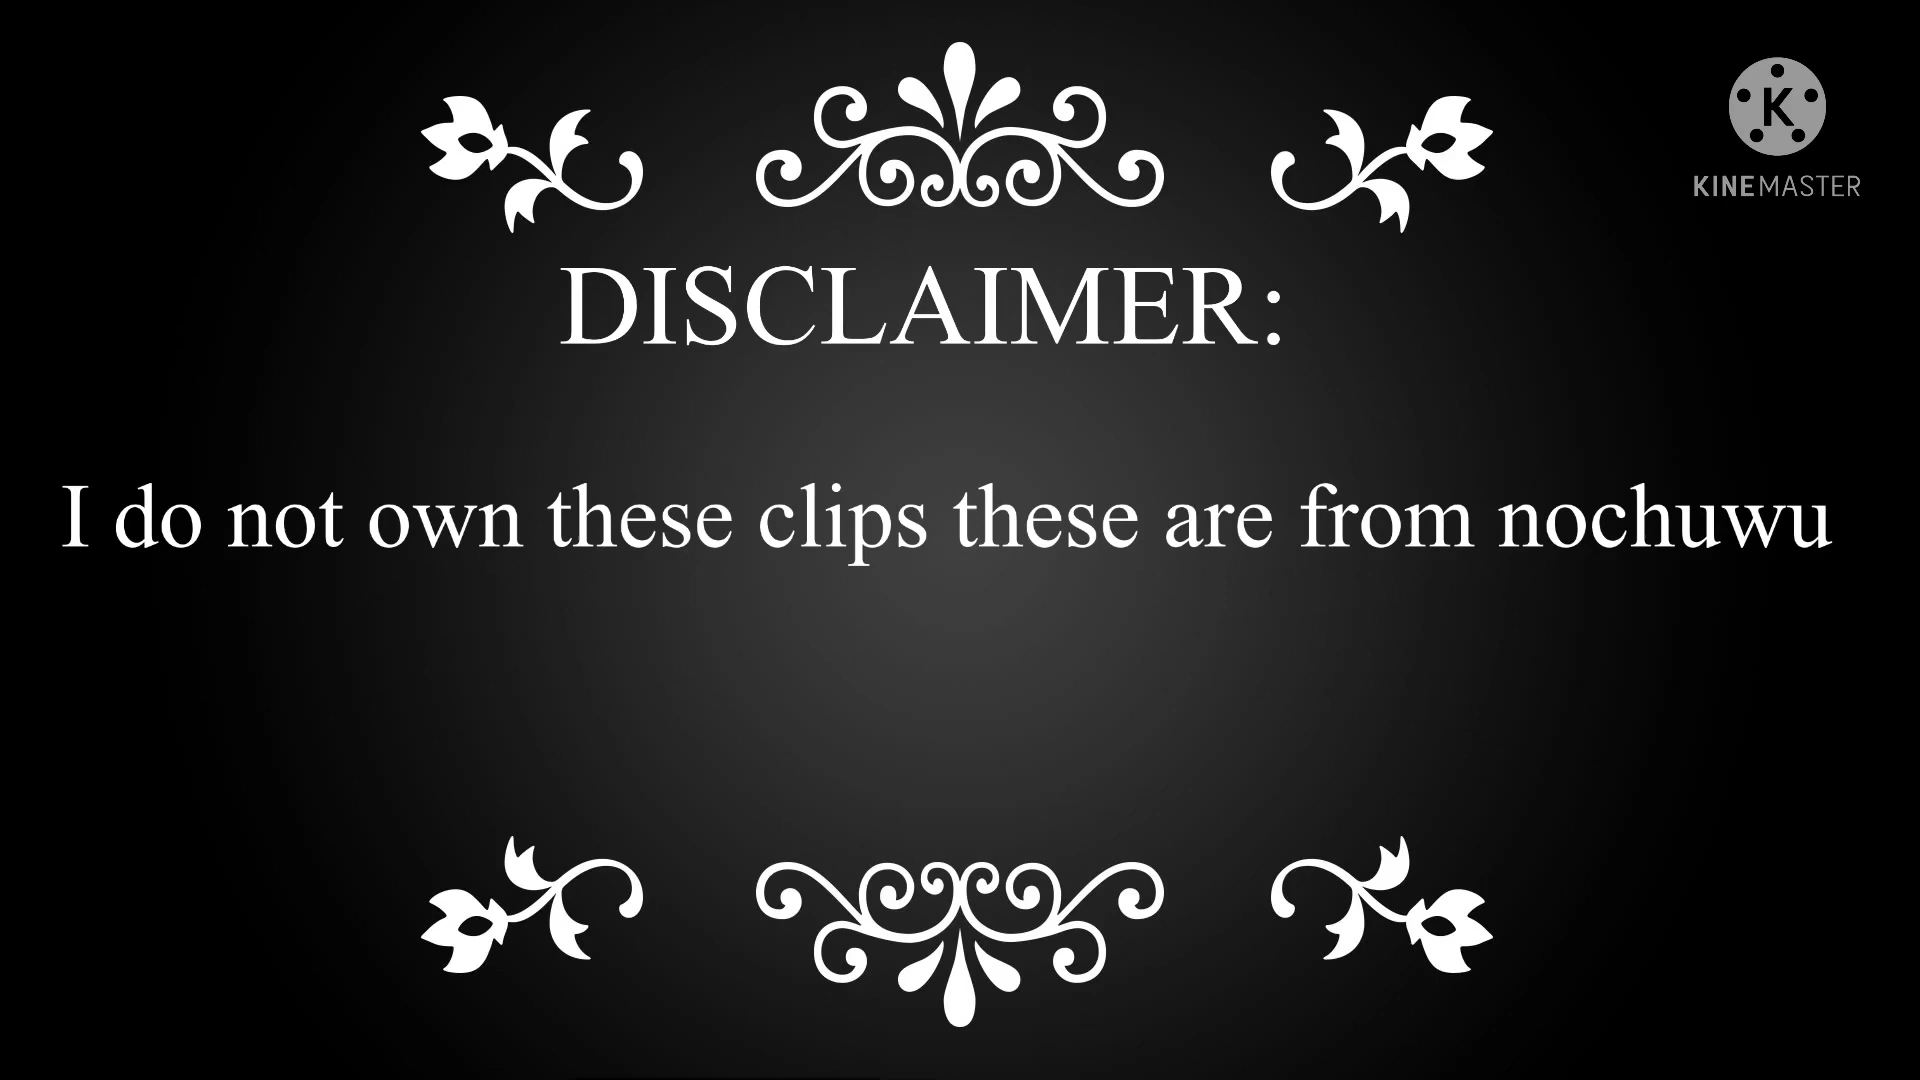 K
KINEMASTER
DISCLAIMER:
I do not own these clips these are from nochuwu